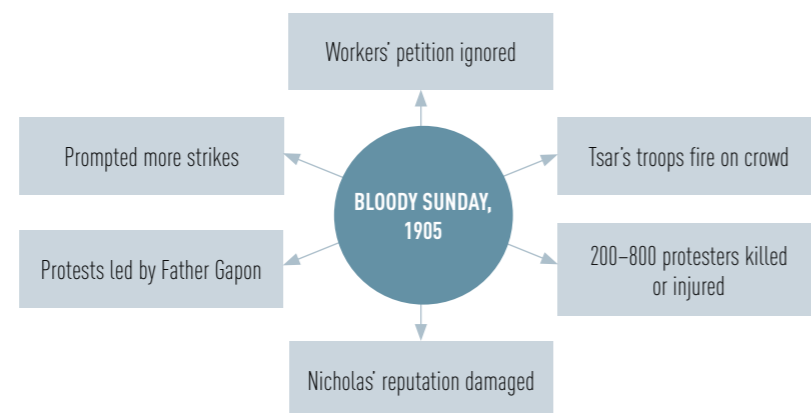 Workers' petition ignored
Prompted more strikes
Tsar's troops fire on crowd
BLOODY SUNDAY,
1905
Protests led by Father Gapon
200–800 protesters killed
or injured
Nicholas' reputation damaged